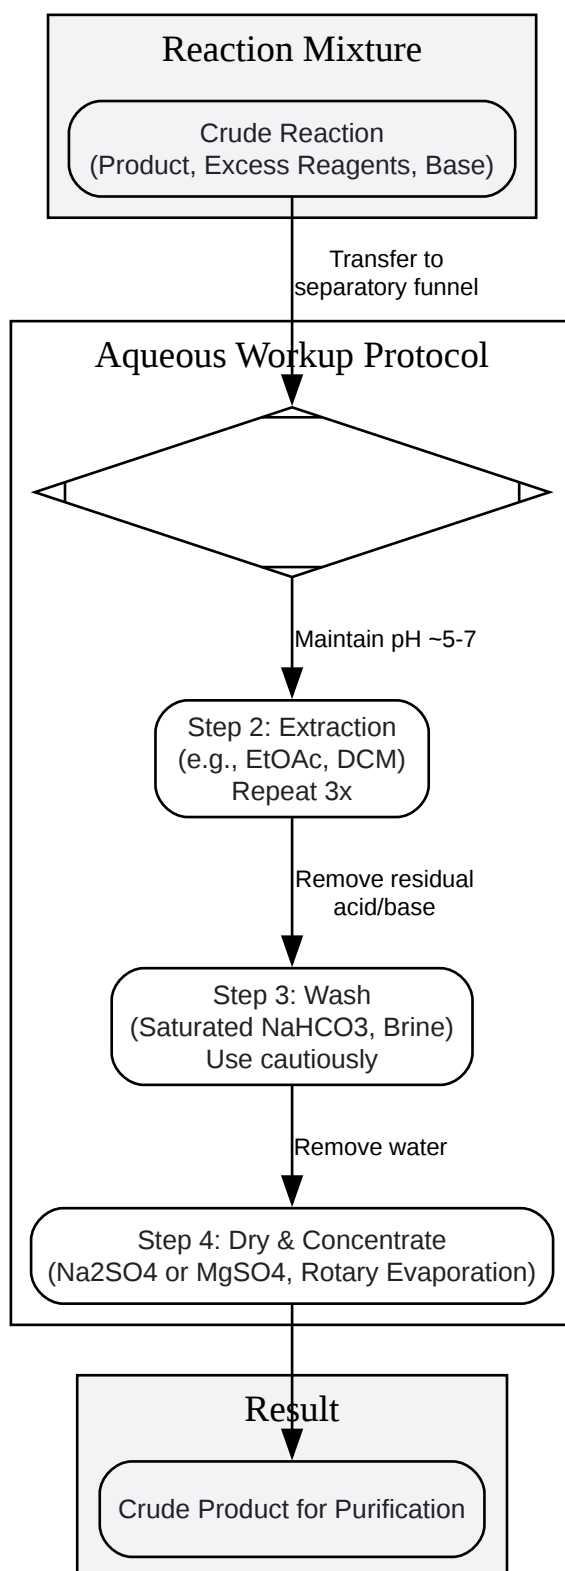 Reaction Mixture
Crude Reaction
(Product, Excess Reagents, Base)
Transfer to
separatory funnel
Aqueous Workup Protocol
Maintain pH ~5-7
Step 2: Extraction
(e.g., EtOAc, DCM)
Repeat 3x
Remove residual
acid/base
Step 3: Wash
(Saturated NaHCO3, Brine)
Use cautiously
Remove water
Step 4: Dry & Concentrate
(Na2SO4 or MgSO4, Rotary Evaporation)
Result
Crude Product for Purification